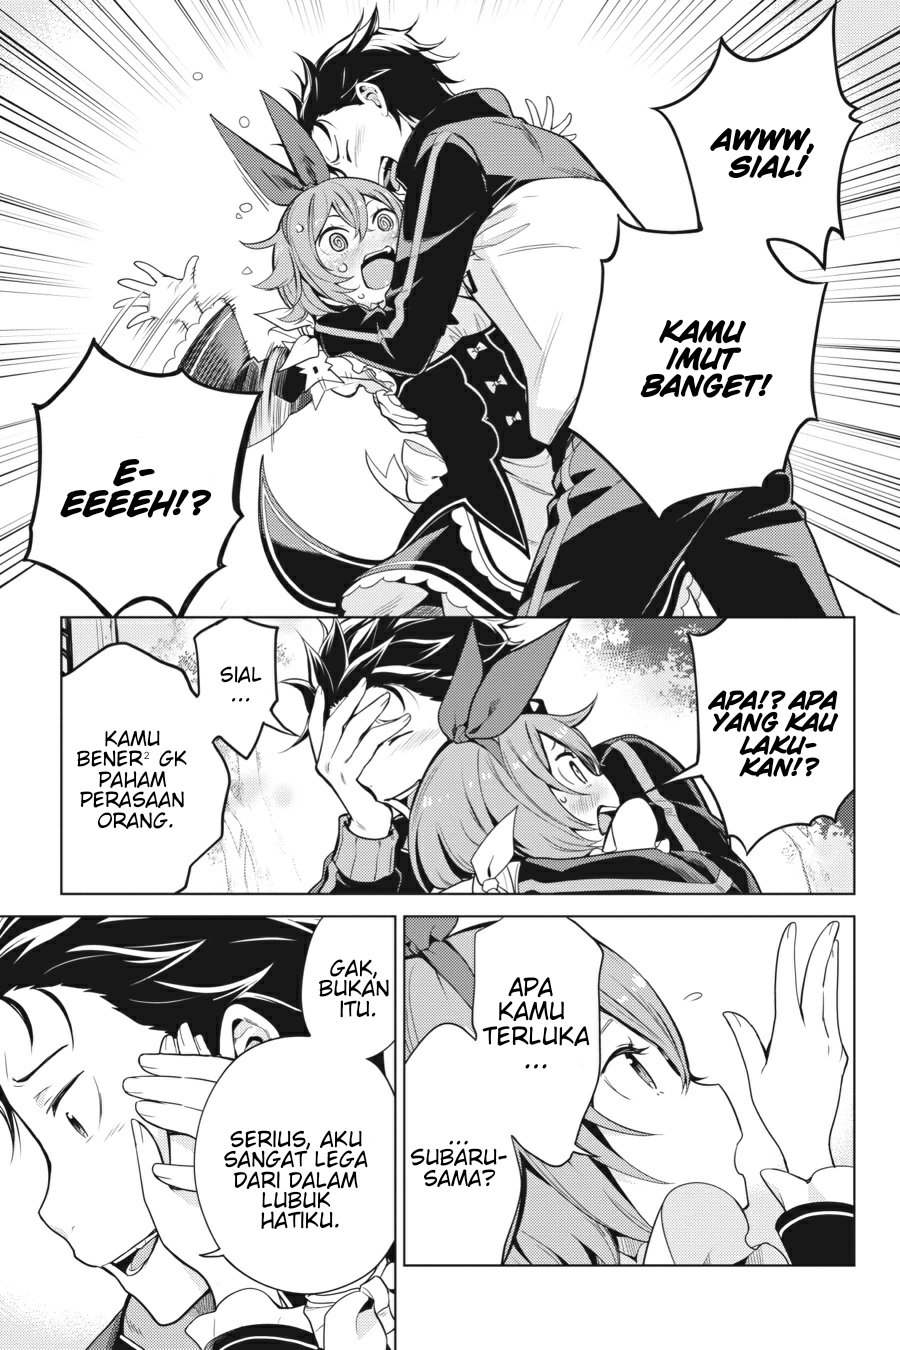 AWWW,
SIAL!
KAMU
IMUT
BANGET!
E-
EEEEH!?
APA!? APA
YANG KAU
LAKU-
KAN!?
SIAL
...
KAMU
BENER² GK
PAHAM
PERASAAN
ORANG.
APA
KAMU
TERLUKA
...
...
SUBARU-
SAMA?
GAK,
BUKAN
ITU.
SERIUS, AKU
SANGAT LEGA
DARI DALAM
LUBUK
HATIKU.